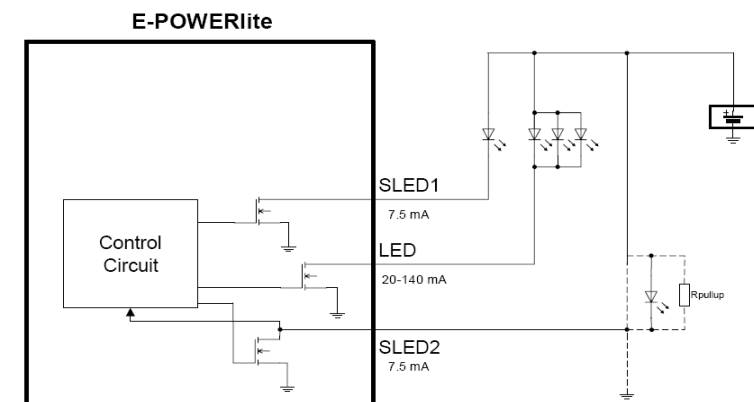 E-POWERlite
SLED1
7.5 mA
Control
Circuit
LED
20-140 mA
Rpullup
SLED2
7.5 mA